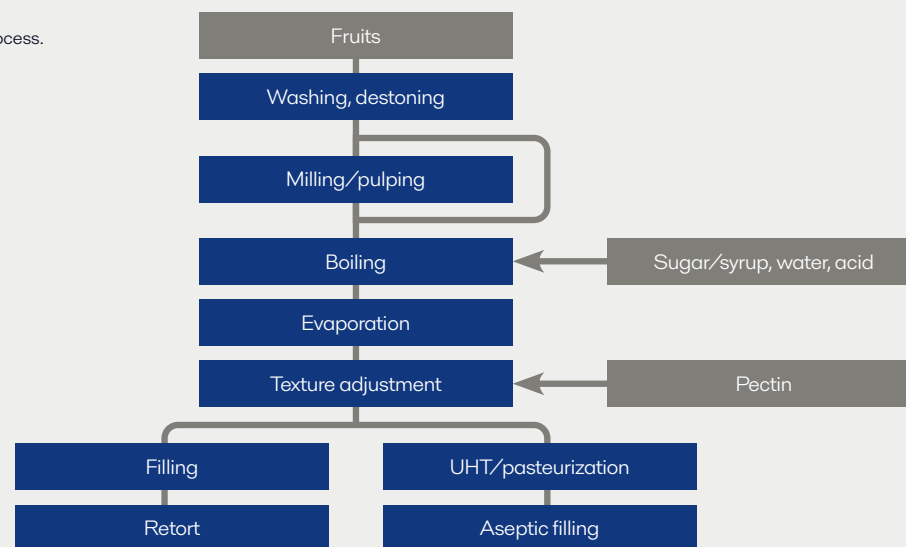 Fruits
Washing, destoning
Milling/pulping
Boiling
Sugar/syrup, water, acid
Evaporation
Texture adjustment
Pectin
Filling
UHT/pasteurization
Retort
Aseptic filling